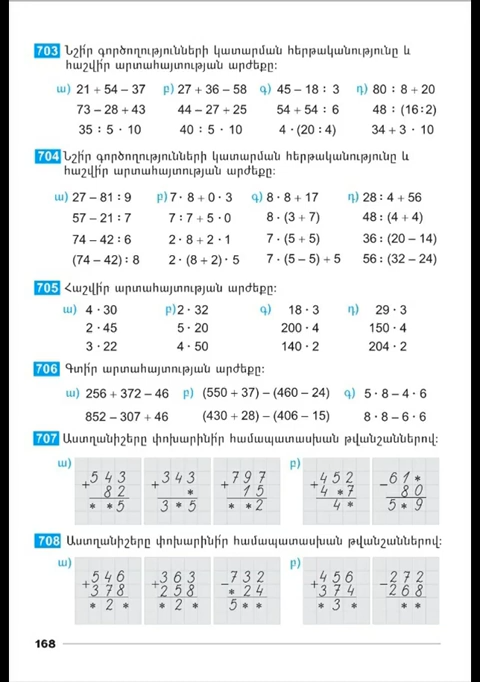 703 Նշի՛ր գործողությունների կատարման հերթականությունը և
հաշվի՛ր արտահայտության արժեքը:
ա) 21 + 54 – 37 բ) 27 + 36 – 58 գ) 45 – 18 : 3 դ) 80 : 8 + 20
73 – 28 + 43 44 – 27 + 25 54 + 54 : 6 48 : (16:2)
35 : 5 · 10 40 : 5 · 10 4 · (20 : 4) 34 + 3 · 10
704 Նշի՛ր գործողությունների կատարման հերթականությունը և
հաշվի՛ր արտահայտության արժեքը:
ա) 27 – 81 : 9 բ) 7 · 8 + 0 · 3 գ) 8 · 8 + 17 դ) 28 : 4 + 56
57 – 21 : 7 7 : 7 + 5 · 0 8 · (3 + 7) 48 : (4 + 4)
74 – 42 : 6 2 · 8 + 2 · 1 7 · (5 + 5) 36 : (20 – 14)
(74 – 42) : 8 2 · (8 + 2) · 5 7 · (5 – 5) + 5 56 : (32 – 24)
705 Հաշվի՛ր արտահայտության արժեքը:
ա) 4 · 30 բ) 2 · 32 գ) 18 · 3 դ) 29 · 3
2 · 45 5 · 20 200 · 4 150 · 4
3 · 22 4 · 50 140 · 2 204 · 2
706 Գտի՛ր արտահայտության արժեքը:
ա) 256 + 372 – 46 բ) (550 + 37) – (460 – 24) գ) 5 · 8 – 4 · 6
852 – 307 + 46 (430 + 28) – (406 – 15) 8 · 8 – 6 · 6
707 Աստղանիշերը փոխարինի՛ր համապատասխան թվանշաններով:
ա) բ)
+ 543 + 343 + 797 + 452 – 61*
82 * 15 4*7 80
**5 3*5 **2 4* 5*9
708 Աստղանիշերը փոխարինի՛ր համապատասխան թվանշաններով:
ա) բ)
+ 546 + 363 – 732 + 456 – 272
378 258 *24 374 268
*2* *2* 5** *3* **
168